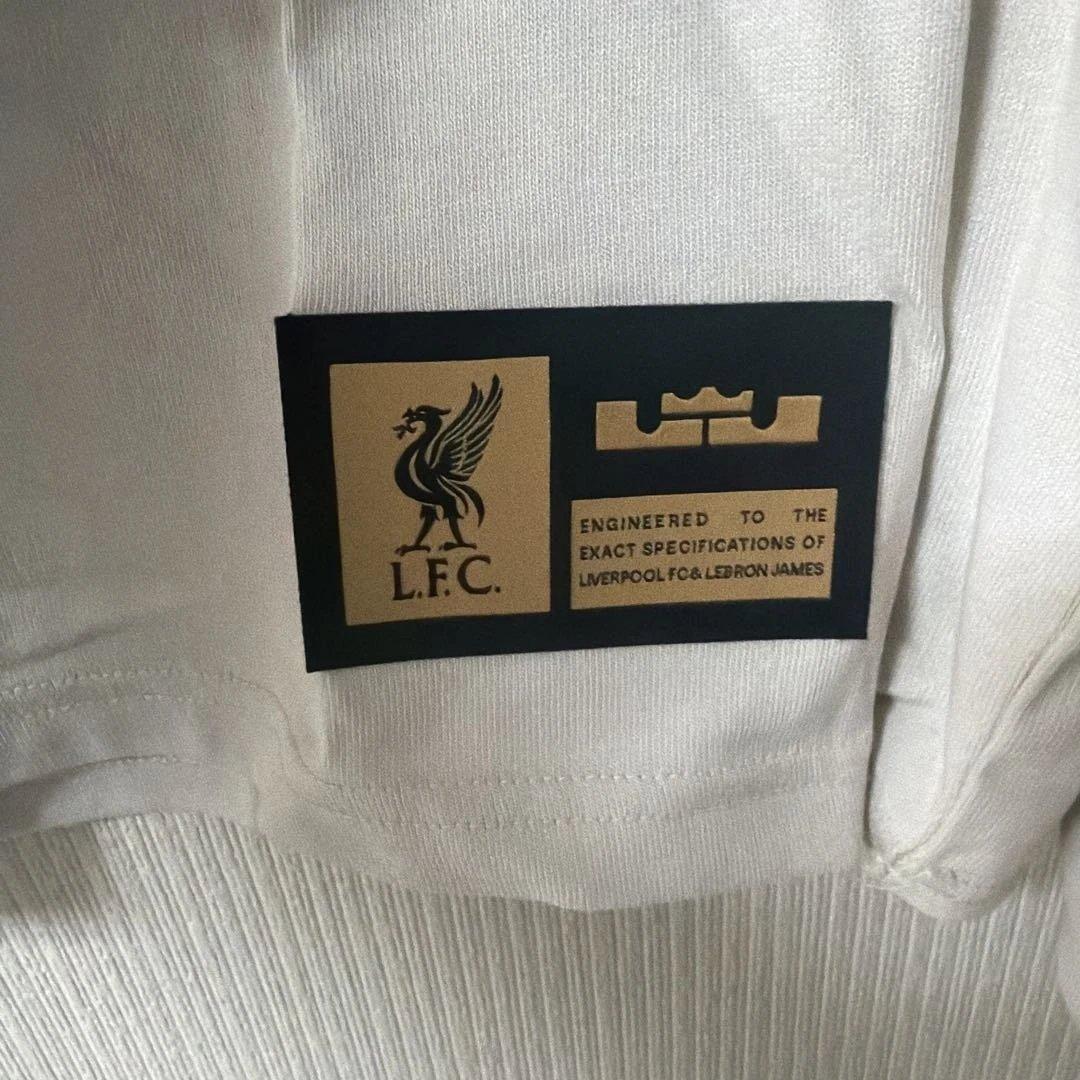 L.F.C.
ENGINEERED TO THE
EXACT SPECIFICATIONS OF
LIVERPOOL FC & LEBRON JAMES